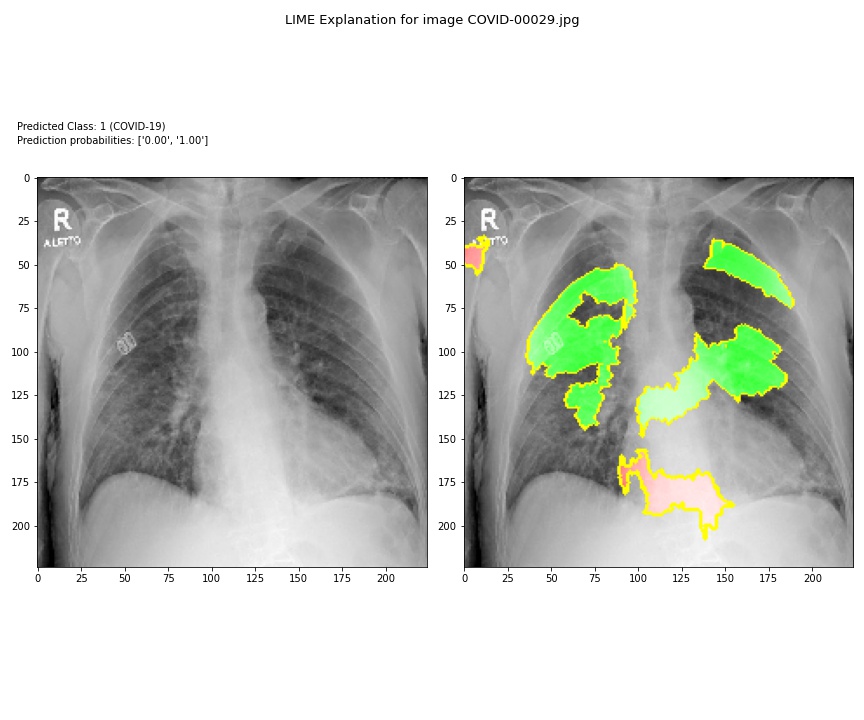 LIME Explanation for image COVID-00029.jpg
Predicted Class: 1 (COVID-19)
Prediction probabilities: ['0.00', '1.00']
0
25
50
75
100
125
150
175
200
0 25 50 75 100 125 150 175 200
R
A LETTO
0
25
50
75
100
125
150
175
200
0 25 50 75 100 125 150 175 200
R